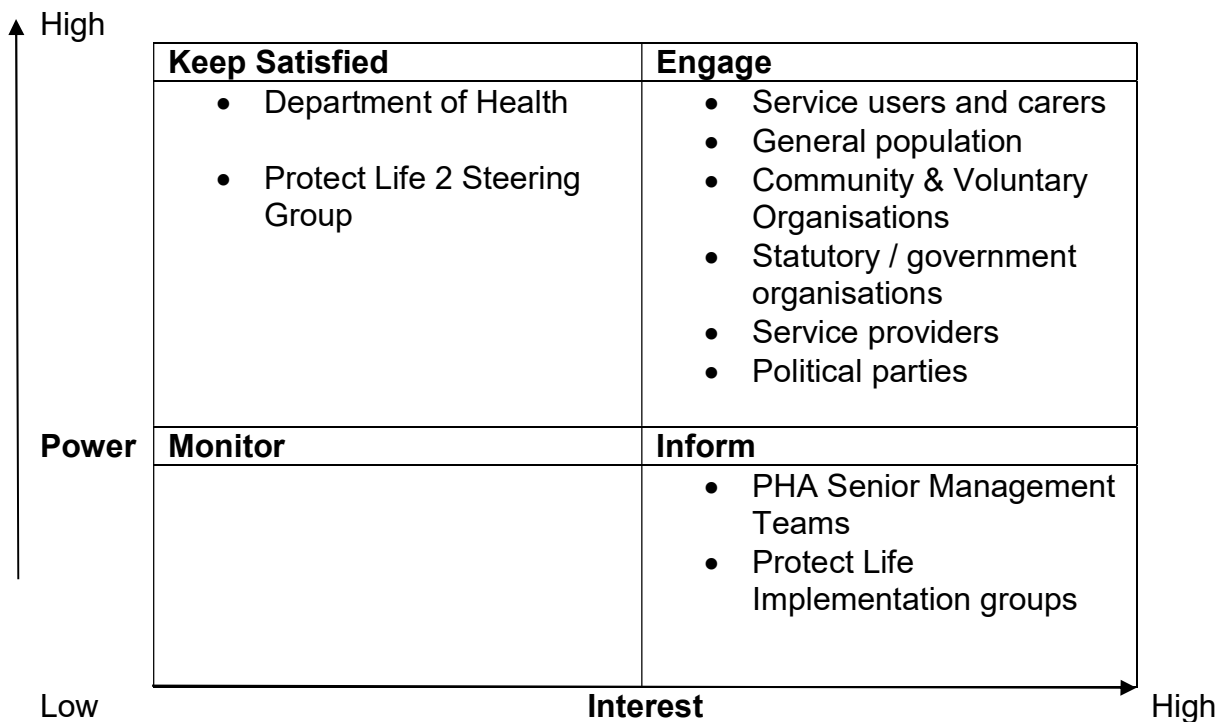 High
Keep Satisfied
• Department of Health
• Protect Life 2 Steering
Group
Engage
• Service users and carers
• General population
• Community & Voluntary
Organisations
• Statutory / government
organisations
• Service providers
• Political parties
Power
Monitor
Inform
• PHA Senior Management
Teams
• Protect Life
Implementation groups
Low
Interest
High